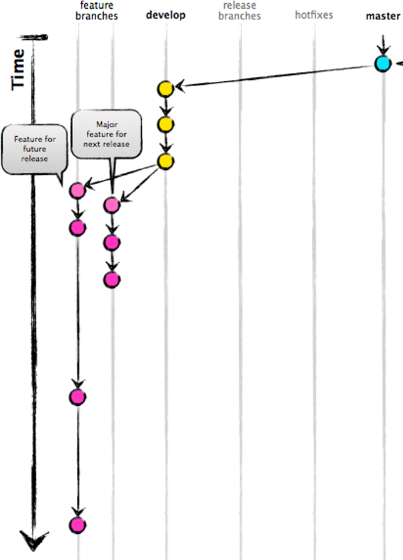 feature
branches
develop
release
branches
hotfixes
master
Time
Feature for
future
release
Major
feature for
next release